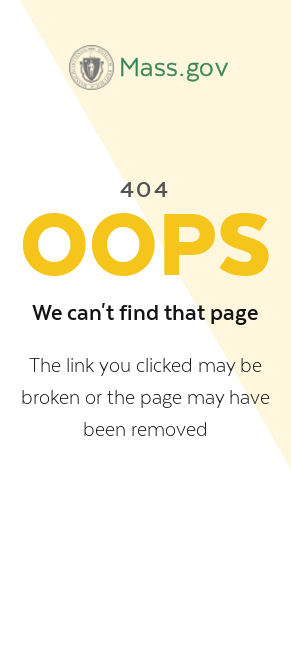 Mass.gov
404
OOPS
We can't find that page
The link you clicked may be
broken or the page may have
been removed